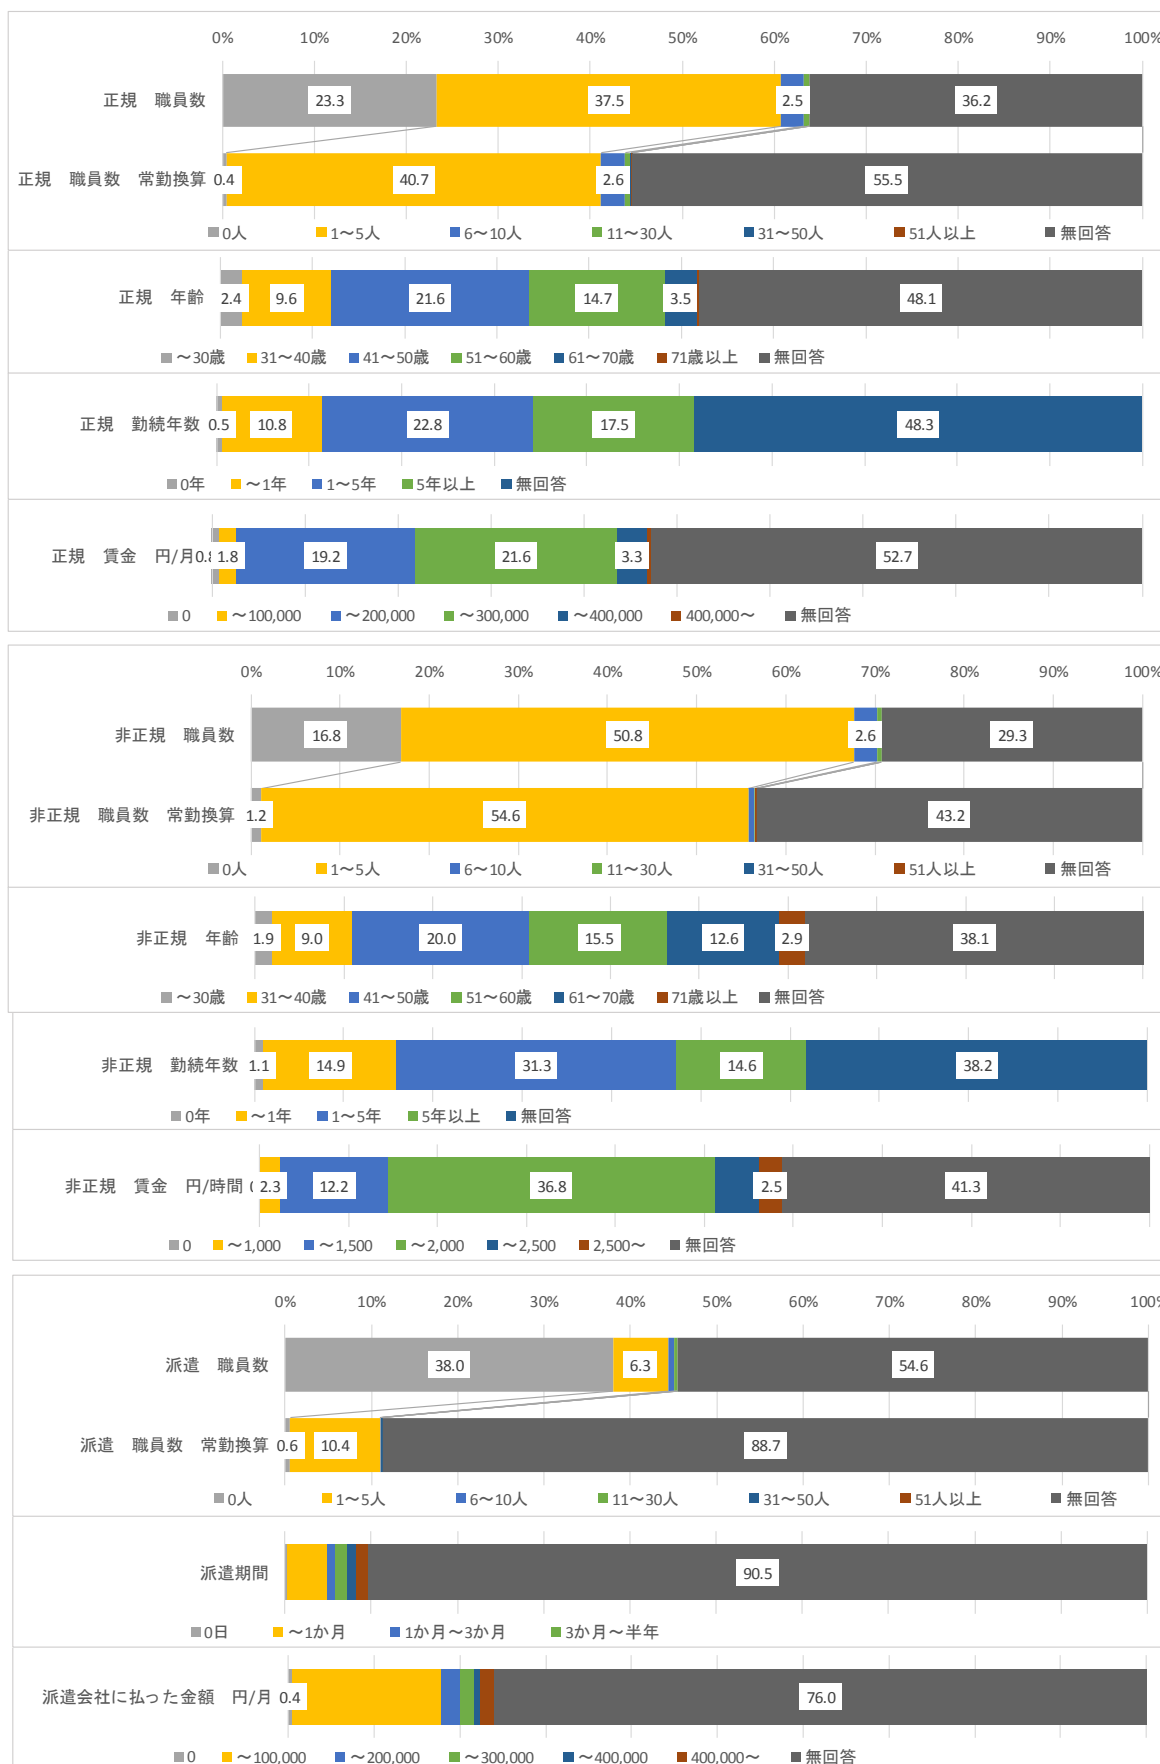 0% 10% 20% 30% 40% 50% 60% 70% 80% 90% 100%
正規　職員数 23.3 37.5 2.5 36.2
正規　職員数　常勤換算 0.4 40.7 2.6 55.5
0人 1～5人 6～10人 11～30人 31～50人 51人以上 無回答
正規　年齢 2.4 9.6 21.6 14.7 3.5 48.1
～30歳 31～40歳 41～50歳 51～60歳 61～70歳 71歳以上 無回答
正規　勤続年数 0.5 10.8 22.8 17.5 48.3
0年 ～1年 1～5年 5年以上 無回答
正規　賃金　円/月 0.8 1.8 19.2 21.6 3.3 52.7
0 ～100,000 ～200,000 ～300,000 ～400,000 400,000～ 無回答
0% 10% 20% 30% 40% 50% 60% 70% 80% 90% 100%
非正規　職員数 16.8 50.8 2.6 29.3
非正規　職員数　常勤換算 1.2 54.6 43.2
0人 1～5人 6～10人 11～30人 31～50人 51人以上 無回答
非正規　年齢 1.9 9.0 20.0 15.5 12.6 2.9 38.1
～30歳 31～40歳 41～50歳 51～60歳 61～70歳 71歳以上 無回答
非正規　勤続年数 1.1 14.9 31.3 14.6 38.2
0年 ～1年 1～5年 5年以上 無回答
非正規　賃金　円/時間 2.3 12.2 36.8 2.5 41.3
0 ～1,000 ～1,500 ～2,000 ～2,500 2,500～ 無回答
0% 10% 20% 30% 40% 50% 60% 70% 80% 90% 100%
派遣　職員数 38.0 6.3 54.6
派遣　職員数　常勤換算 0.6 10.4 88.7
0人 1～5人 6～10人 11～30人 31～50人 51人以上 無回答
派遣期間 90.5
0日 ～1か月 1か月～3か月 3か月～半年
派遣会社に払った金額　円/月 0.4 76.0
0 ～100,000 ～200,000 ～300,000 ～400,000 400,000～ 無回答